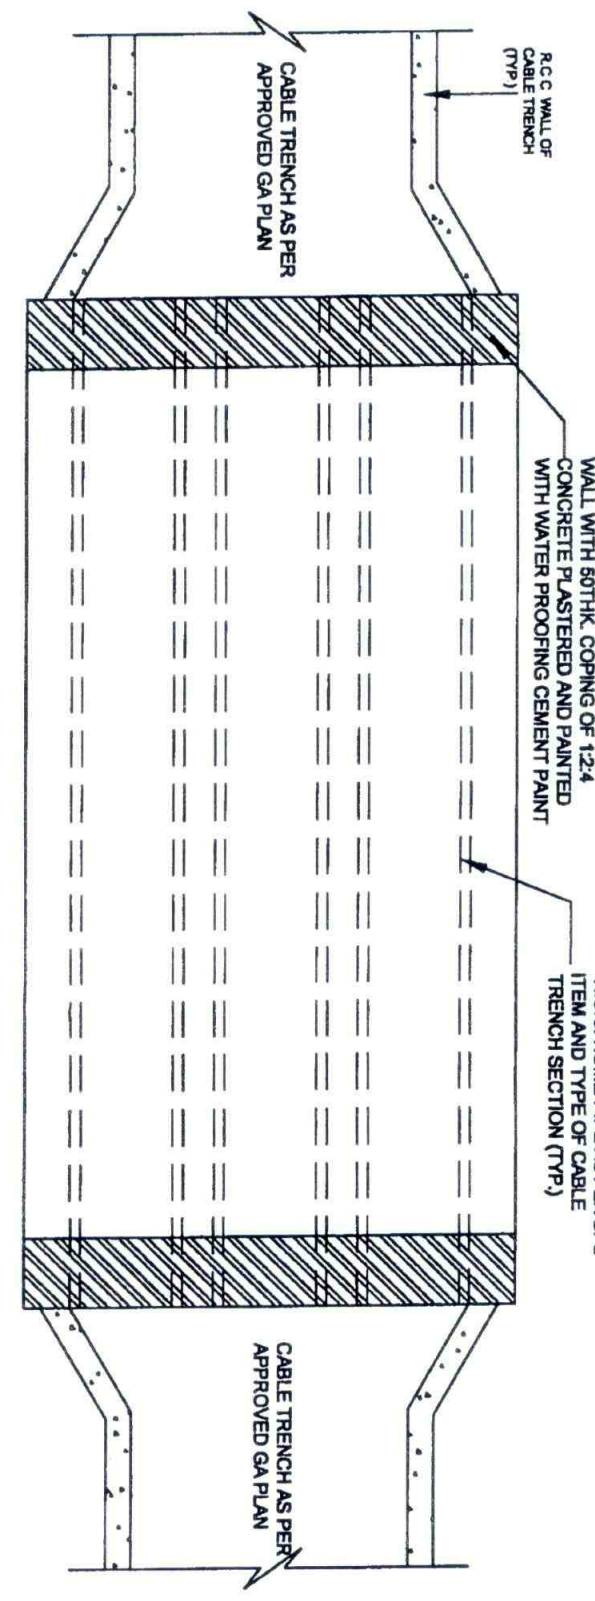 R.C.C WALL OF
CABLE TRENCH
(TYP.)
CABLE TRENCH AS PER
APPROVED GA PLAN
WALL WITH 50THK. COPING OF 1:2:4
CONCRETE PLASTERED AND PAINTED
WITH WATER PROOFING CEMENT PAINT
ITEM AND TYPE OF CABLE
TRENCH SECTION (TYP.)
CABLE TRENCH AS PER
APPROVED GA PLAN